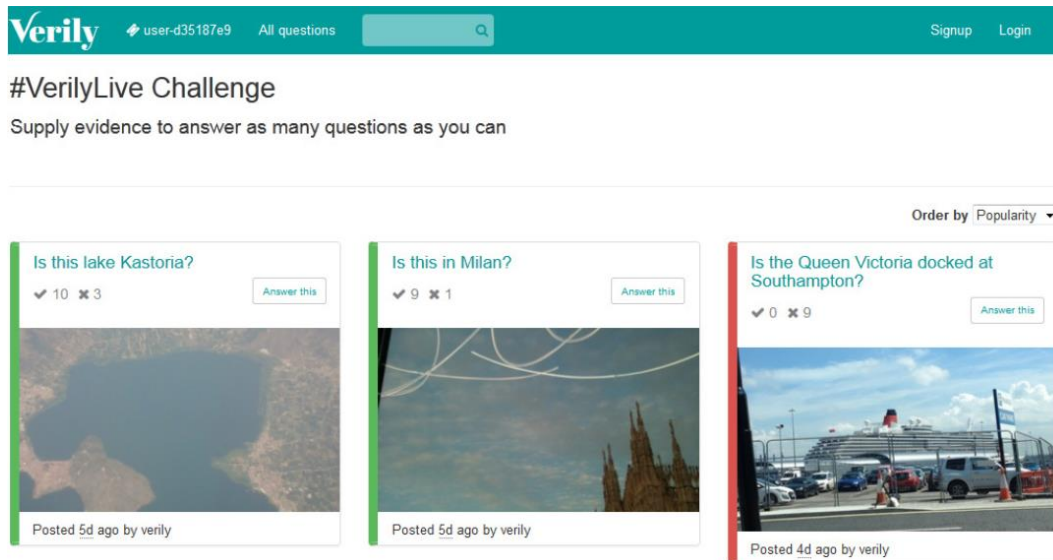 Verily user-d35187e9 All questions Signup Login
#VerilyLive Challenge
Supply evidence to answer as many questions as you can
Order by Popularity
Is this lake Kastoria?
10 3 Answer this
Posted 5d ago by verily
Is this in Milan?
9 1 Answer this
Posted 5d ago by verily
Is the Queen Victoria docked at
Southampton?
0 9 Answer this
Posted 4d ago by verily